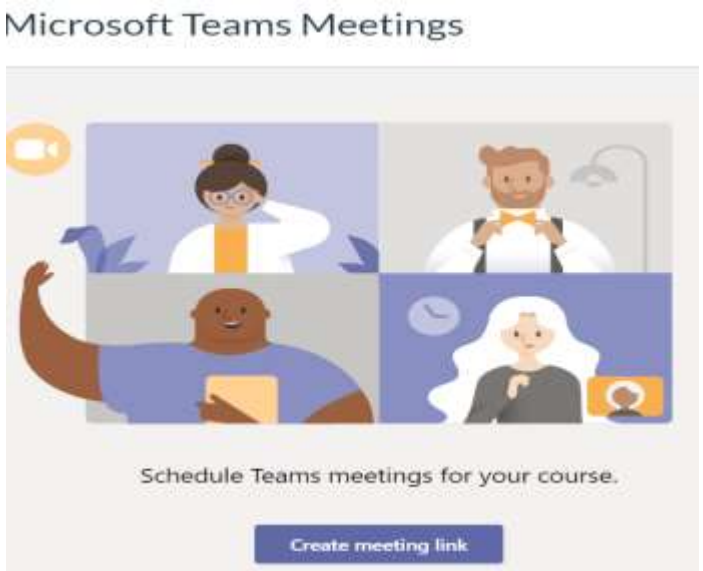 Microsoft Teams Meetings
Schedule Teams meetings for your course.
Create meeting link